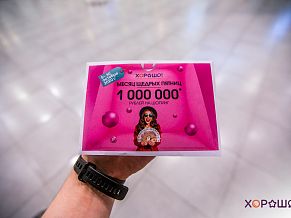 ХОРОШО!
МЕСЯЦ ЩЕДРЫХ ПЯТНИЦ
1 000 000*
РУБЛЕЙ НА ШОПИНГ
ХОРОШО!